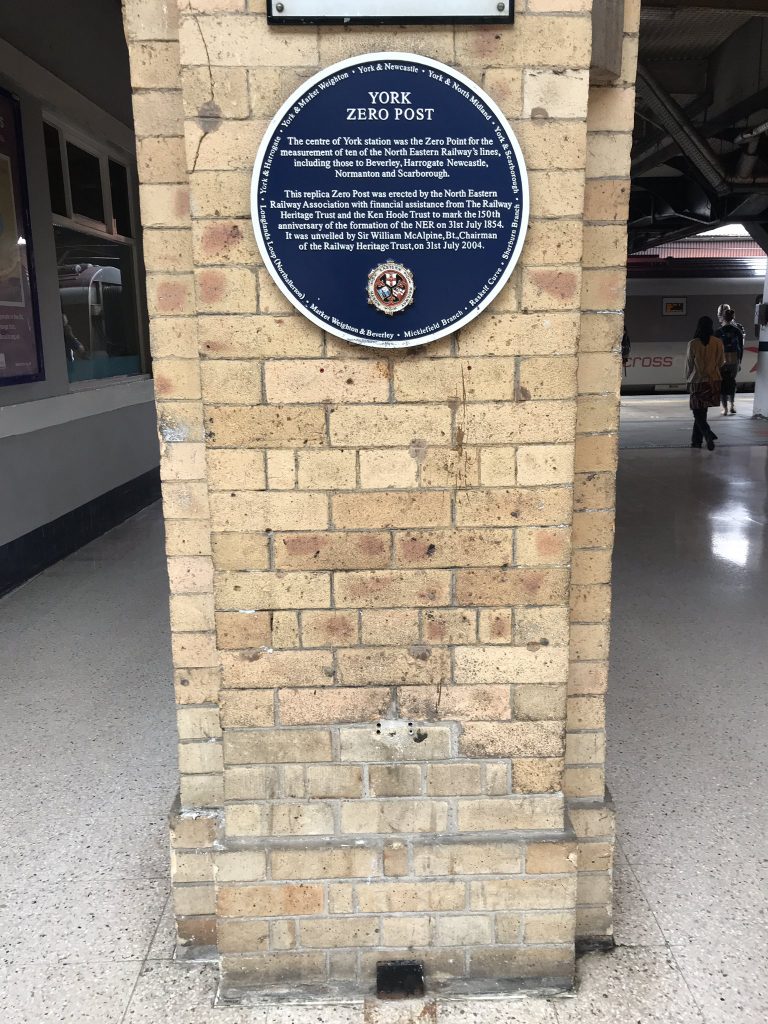 YORK
ZERO POST
The centre of York station was the Zero Point for the
measurement of ten of the North Eastern Railway's lines,
including those to Beverley, Harrogate Newcastle,
Normanton and Scarborough.
This replica Zero Post was erected by the North Eastern
Railway Association with financial assistance from The Railway
Heritage Trust and the Ken Hoole Trust to mark the 150th
anniversary of the formation of the NER on 31st July 1854.
It was unveiled by Sir William McAlpine, Bt., Chairman
of the Railway Heritage Trust, on 31st July 2004.
York & Market Weighton • York & Newcastle • York & North Midland • York & Scarborough • Sherburn Branch • Raskelf Curve • Micklefield Branch • Market Weighton & Beverley • Longlands Loop (Northallerton) • York & Harrogate •
cross